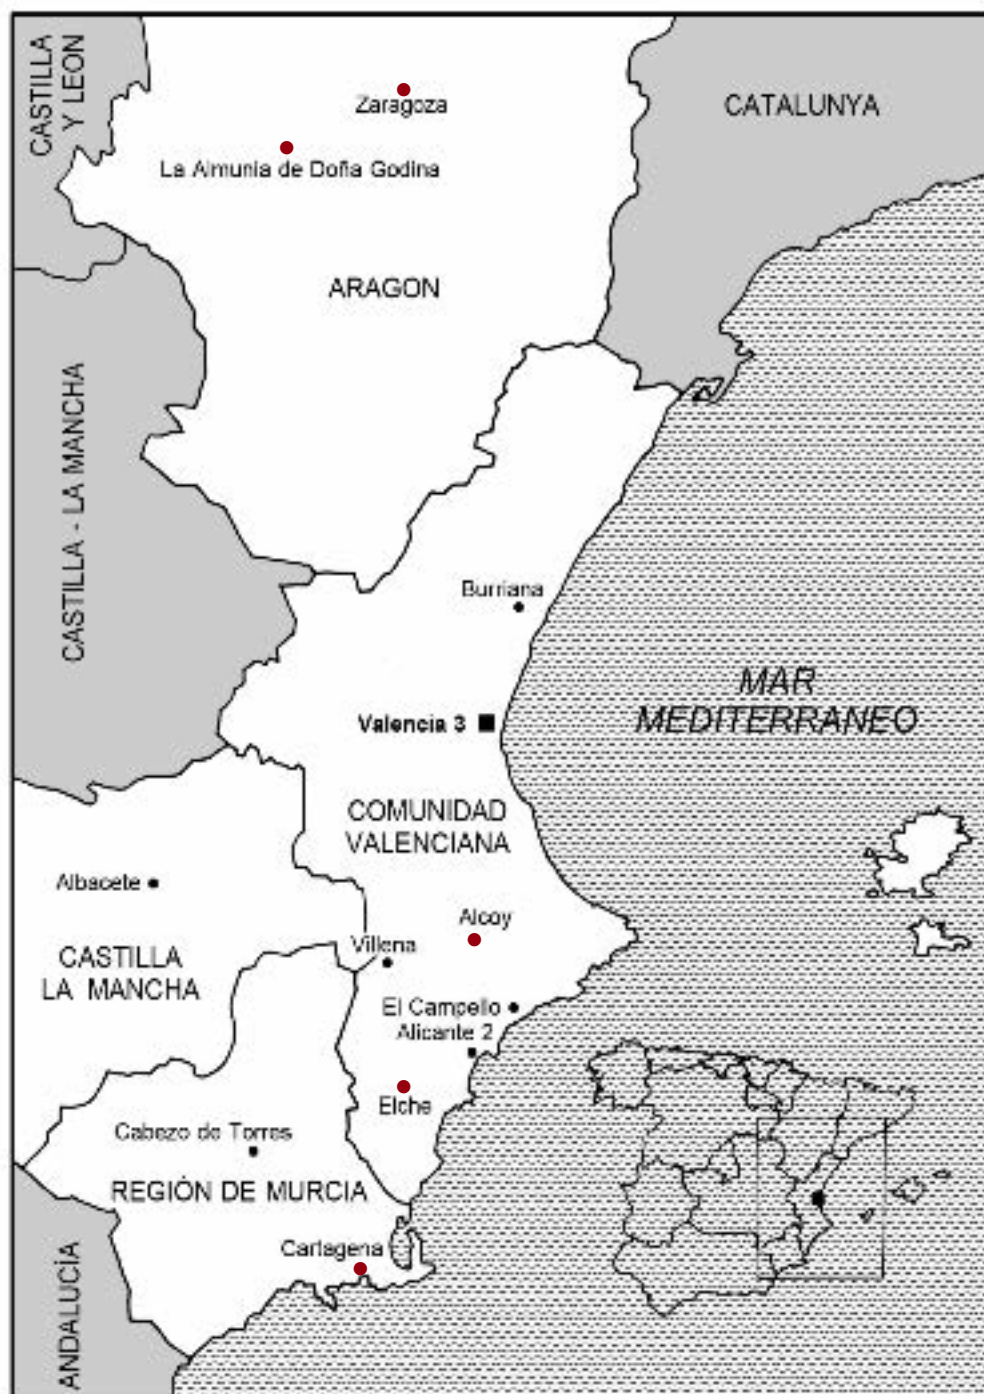 CASTILLA
Y LEON
Zaragoza
CATALUNYA
La Almunia de Doña Godina
ARAGON
CASTILLA - LA MANCHA
Burriana
MAR
MEDITERRANEO
Valencia 3
COMUNIDAD
VALENCIANA
Albacete
Alcoy
Villena
CASTILLA
LA MANCHA
El Campello
Alicante 2
Elche
Cabezo de Torres
REGIÓN DE MURCIA
Cartagena
ANDALUCÍA